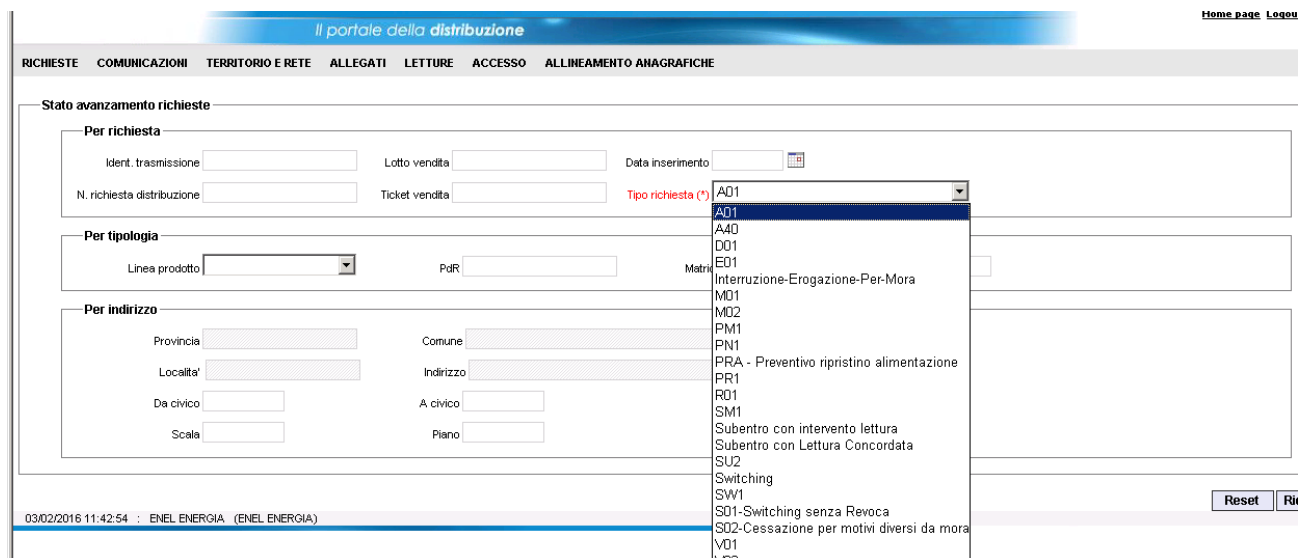 Home page Logou
Il portale della distribuzione
RICHIESTE COMUNICAZIONI TERRITORIO E RETE ALLEGATI LETTURE ACCESSO ALLINEAMENTO ANAGRAFICHE
Stato avanzamento richieste
Per richiesta
Ident. trasmissione Lotto vendita Data inserimento
N. richiesta distribuzione Ticket vendita Tipo richiesta (*) A01
A01
A40
D01
E01
Interruzione-Erogazione-Per-Mora
M01
M02
PM1
PN1
PRA - Preventivo ripristino alimentazione
PR1
R01
SM1
Subentro con intervento lettura
Subentro con Lettura Concordata
SU2
Switching
SW1
S01-Switching senza Revoca
S02-Cessazione per motivi diversi da mora
V01
Per tipologia
Linea prodotto PdR Matric
Per indirizzo
Provincia Comune
Localita' Indirizzo
Da civico A civico
Scala Piano
Reset Ric
03/02/2016 11:42:54 : ENEL ENERGIA (ENEL ENERGIA)